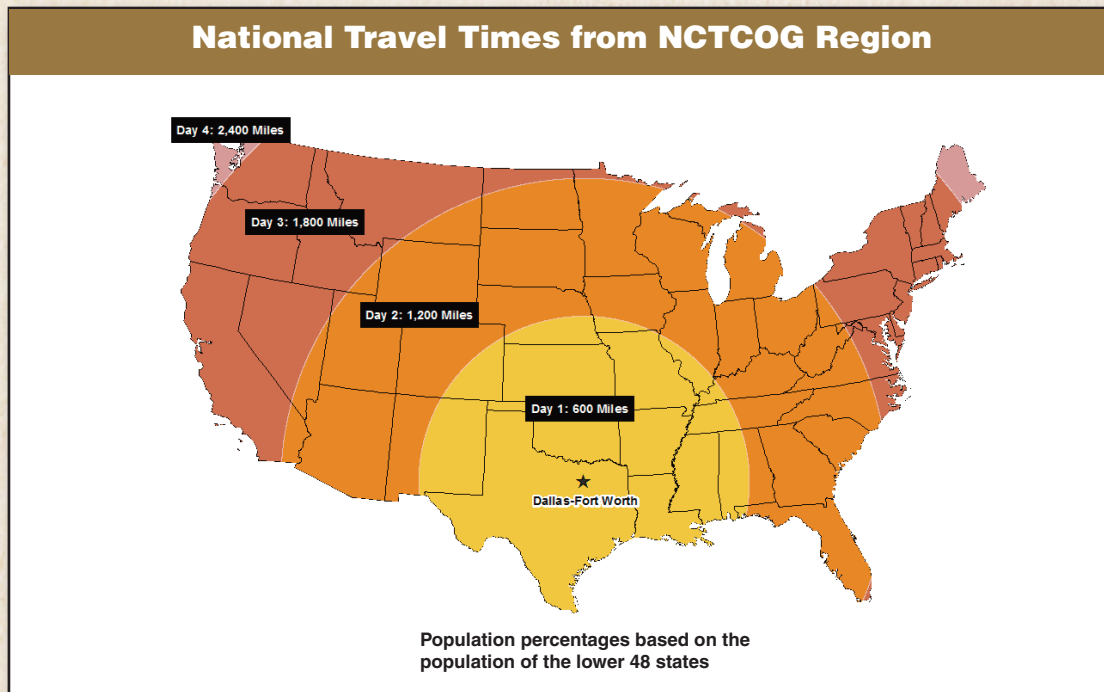 National Travel Times from NCTCOG Region
Day 4: 2,400 Miles
Day 3: 1,800 Miles
Day 2: 1,200 Miles
Day 1: 600 Miles
Dallas-Fort Worth
Population percentages based on the
population of the lower 48 states